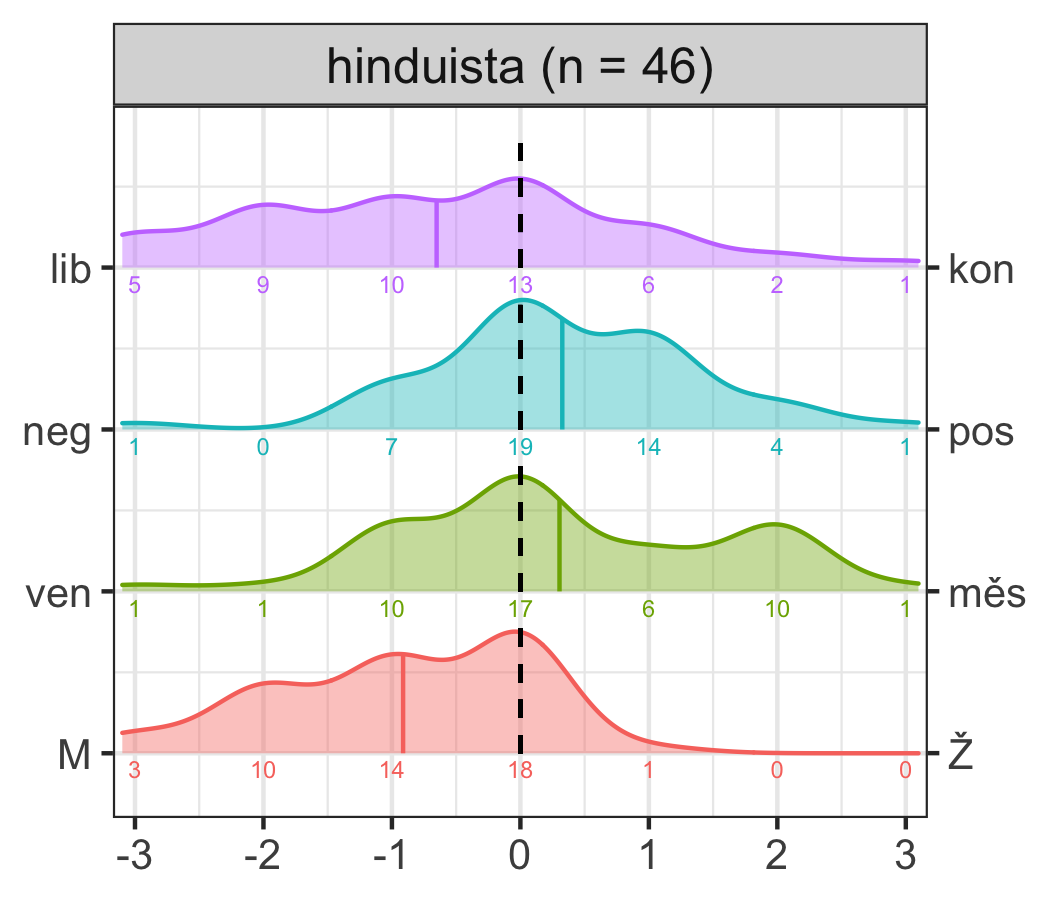 hinduista (n = 46)
lib kon
5 9 10 13 6 2 1
neg pos
1 0 7 19 14 4 1
ven měs
1 1 10 17 6 10 1
M Ž
3 10 14 18 1 0 0
-3 -2 -1 0 1 2 3